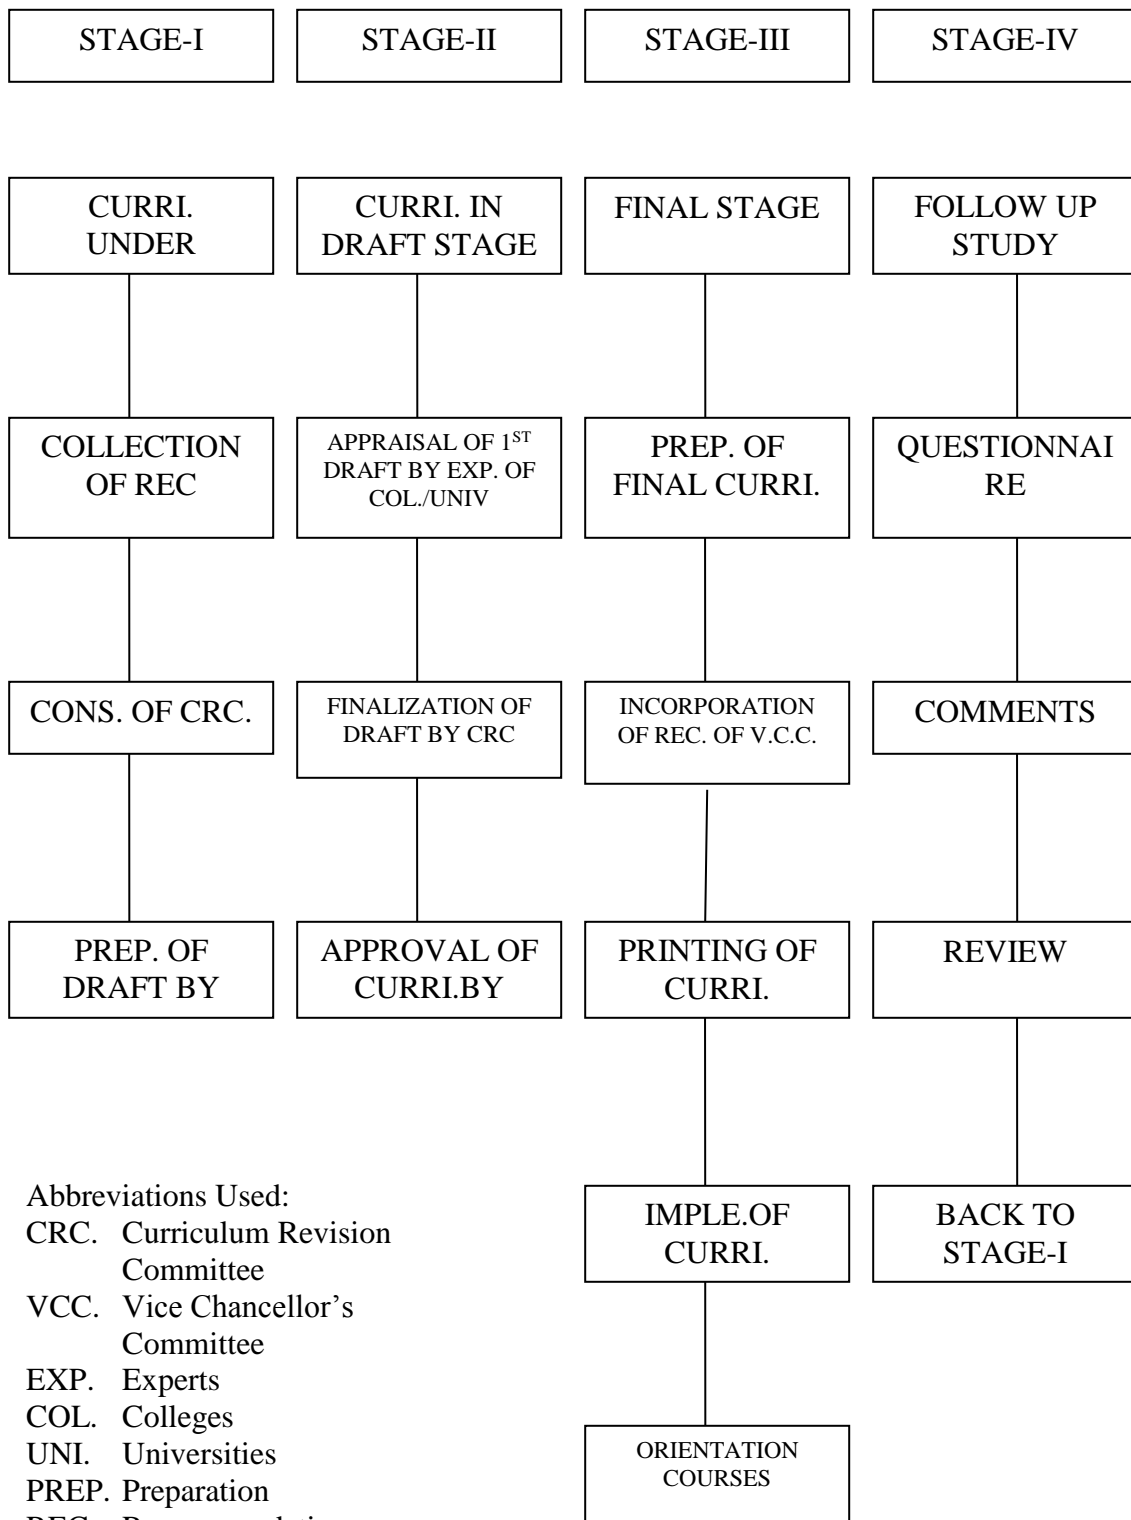 STAGE-I
STAGE-II
STAGE-III
STAGE-IV
CURRI.
UNDER
CURRI. IN
DRAFT STAGE
FINAL STAGE
FOLLOW UP
STUDY
COLLECTION
OF REC
APPRAISAL OF 1ST
DRAFT BY EXP. OF
COL./UNIV
PREP. OF
FINAL CURRI.
QUESTIONNAI
RE
CONS. OF CRC.
FINALIZATION OF
DRAFT BY CRC
INCORPORATION
OF REC. OF V.C.C.
COMMENTS
PREP. OF
DRAFT BY
APPROVAL OF
CURRI.BY
PRINTING OF
CURRI.
REVIEW
IMPLE.OF
CURRI.
BACK TO
STAGE-I
ORIENTATION
COURSES
Abbreviations Used:
CRC. Curriculum Revision
Committee
VCC. Vice Chancellor's
Committee
EXP. Experts
COL. Colleges
UNI. Universities
PREP. Preparation